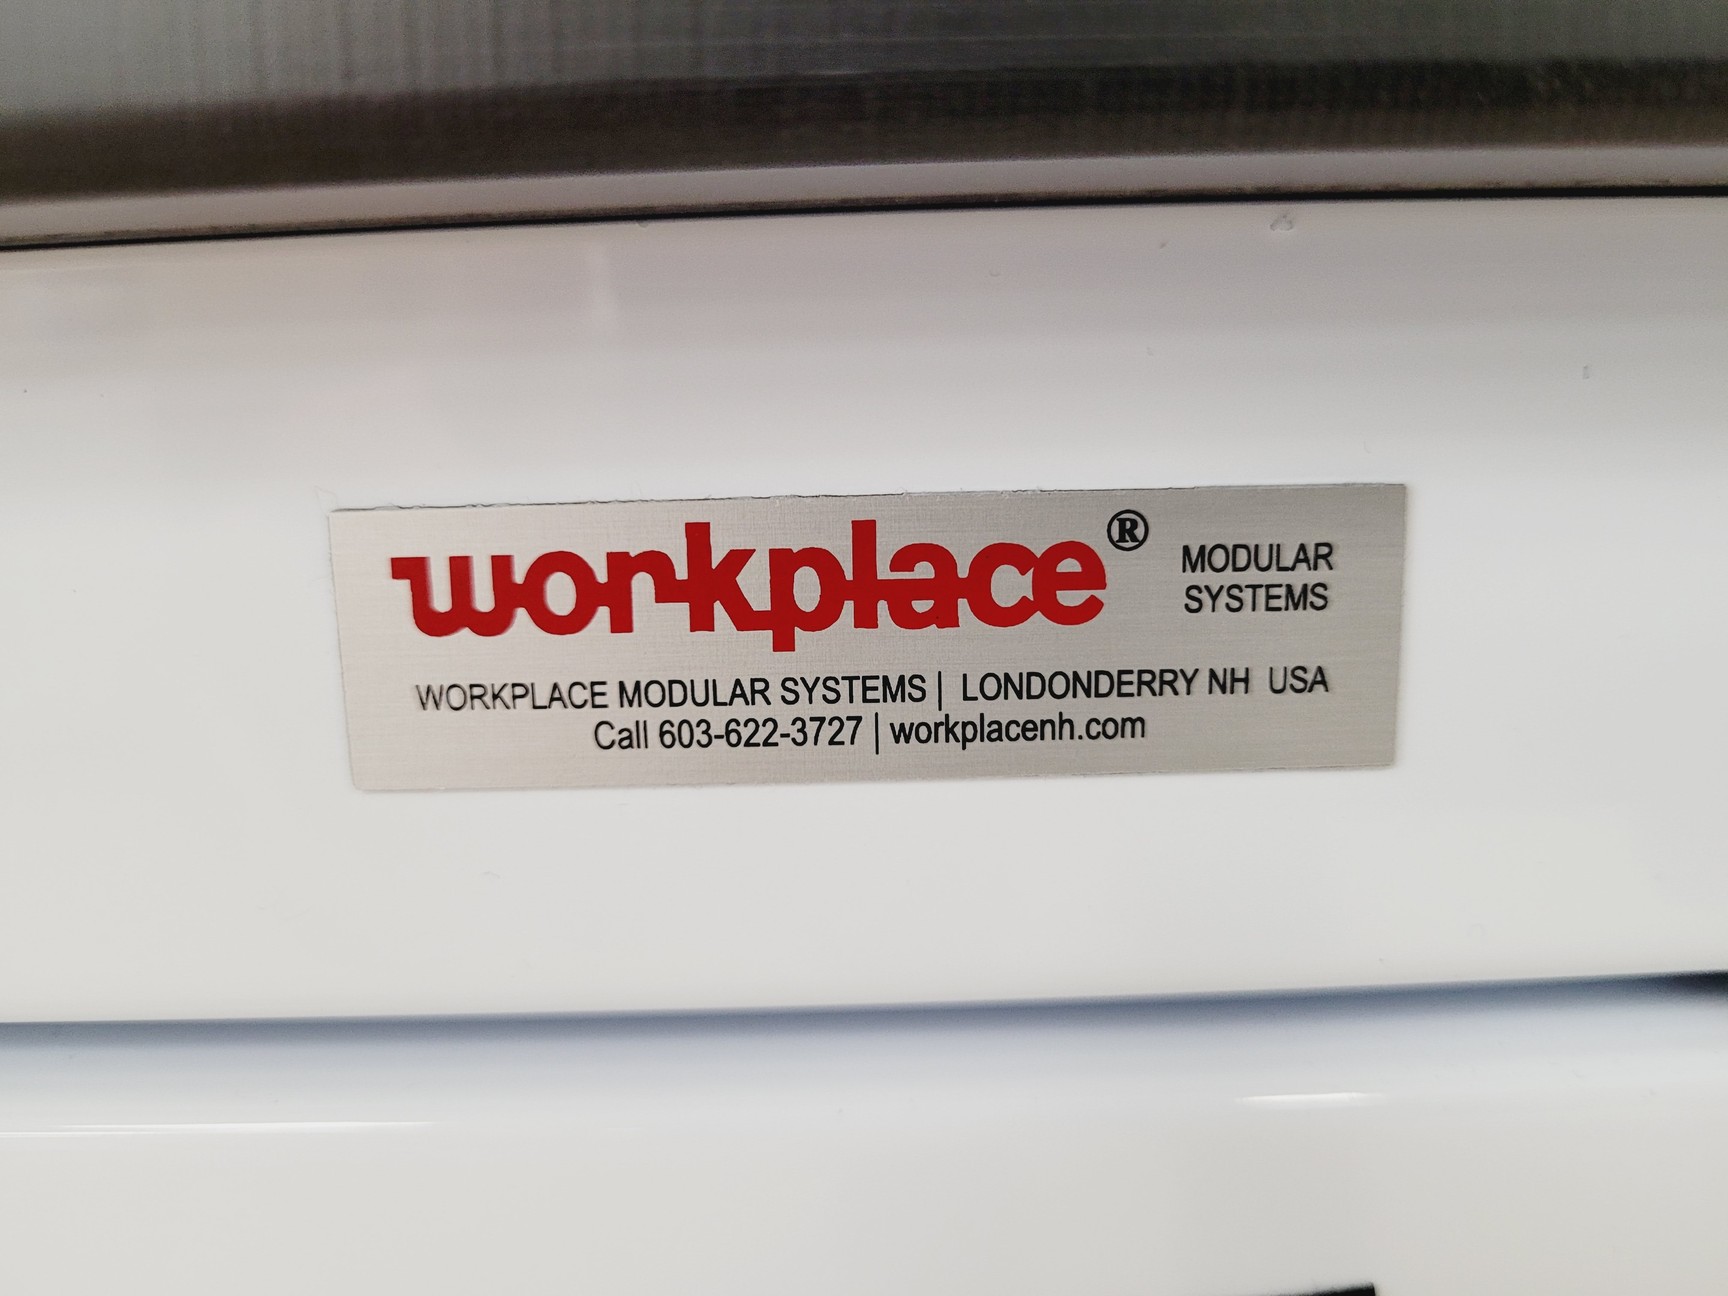 workplace® MODULAR
SYSTEMS
WORKPLACE MODULAR SYSTEMS | LONDONDERRY NH USA
Call 603-622-3727 | workplacenh.com